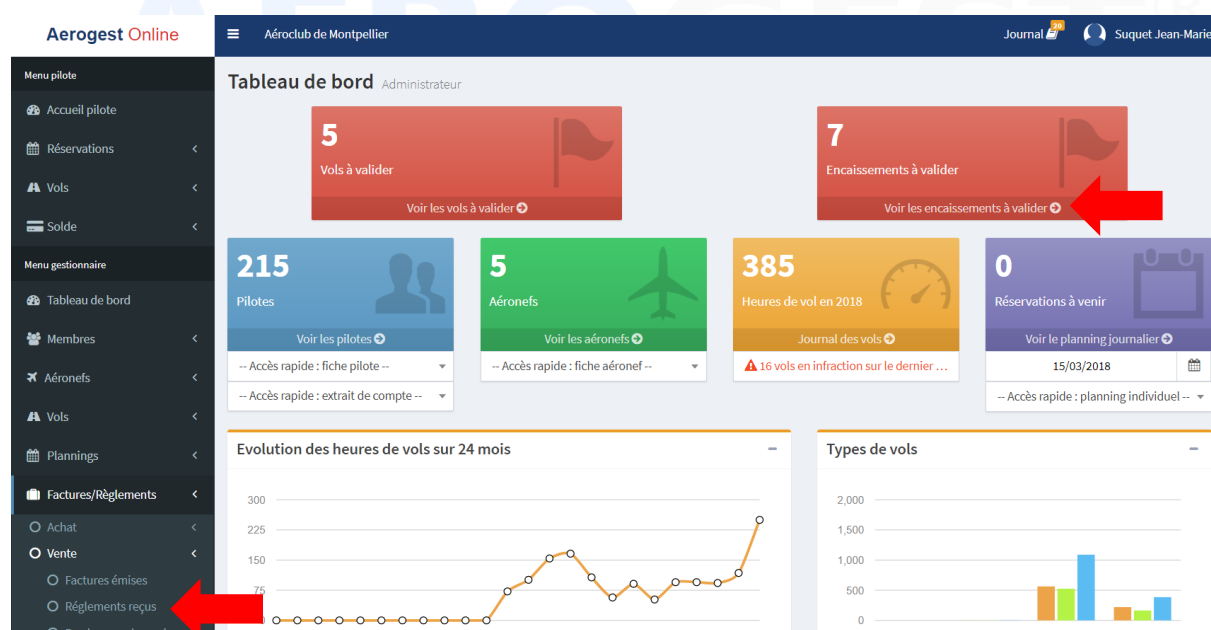 Aerogest Online
Aéroclub de Montpellier
Journal 20
Suquet Jean-Marie
Menu pilote
Accueil pilote
Réservations
Vols
Solde
Menu gestionnaire
Tableau de bord
Membres
Aéronefs
Vols
Plannings
Factures/Règlements
Achat
Vente
Factures émises
Réglements reçus
Tableau de bord Administrateur
5
Vols à valider
Voir les vols à valider
7
Encaissements à valider
Voir les encaissements à valider
215
Pilotes
Voir les pilotes
-- Accès rapide : fiche pilote --
-- Accès rapide : extrait de compte --
5
Aéronefs
Voir les aéronefs
-- Accès rapide : fiche aéronef --
385
Heures de vol en 2018
Journal des vols
16 vols en infraction sur le dernier ...
0
Réservations à venir
Voir le planning journalier
15/03/2018
-- Accès rapide : planning individuel --
Evolution des heures de vols sur 24 mois
300
225
150
75
0
Types de vols
2,000
1,500
1,000
500
0